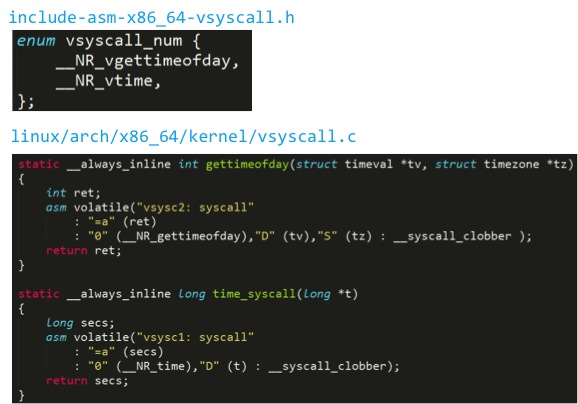 include-asm-x86_64-vsyscall.h
enum vsyscall_num {
    __NR_vgettimeofday,
    __NR_vtime,
};
linux/arch/x86_64/kernel/vsyscall.c
static __always_inline int gettimeofday(struct timeval *tv, struct timezone *tz)
{
    int ret;
    asm volatile("vsysc2: syscall"
        : "=a" (ret)
        : "0" (__NR_gettimeofday),"D" (tv),"S" (tz) : __syscall_clobber );
    return ret;
}
static __always_inline long time_syscall(long *t)
{
    long secs;
    asm volatile("vsysc1: syscall"
        : "=a" (secs)
        : "0" (__NR_time),"D" (t) : __syscall_clobber);
    return secs;
}